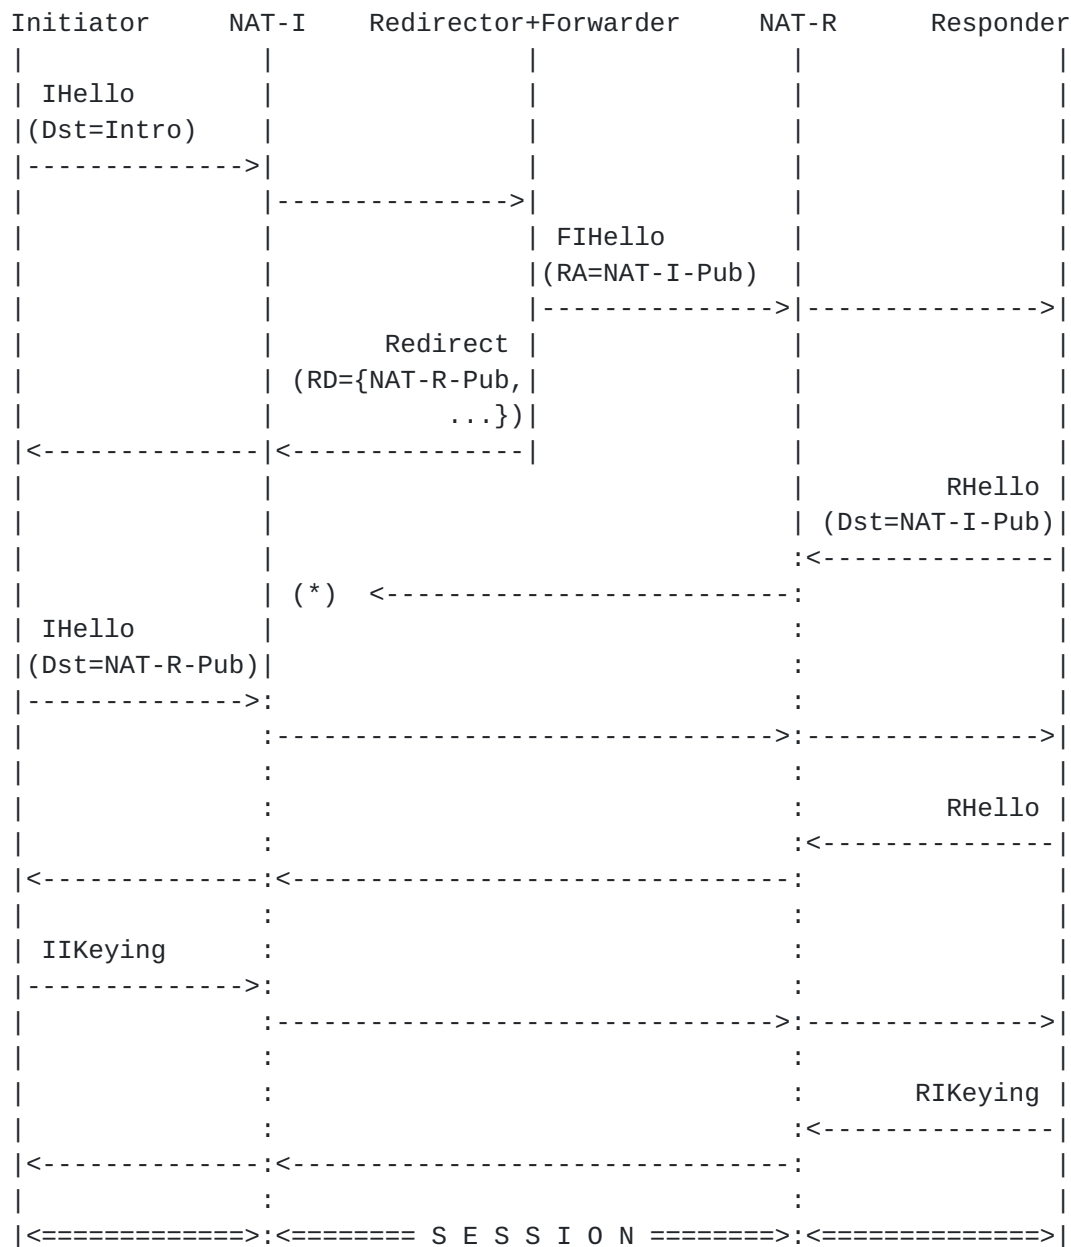 Initiator NAT-I Redirector+Forwarder NAT-R Responder
IHello
(Dst=Intro)
FIHello
(RA=NAT-I-Pub)
Redirect
(RD={NAT-R-Pub,
...})
RHello
(Dst=NAT-I-Pub)
(*)
IHello
(Dst=NAT-R-Pub)
RHello
IIKeying
RIKeying
S E S S I O N